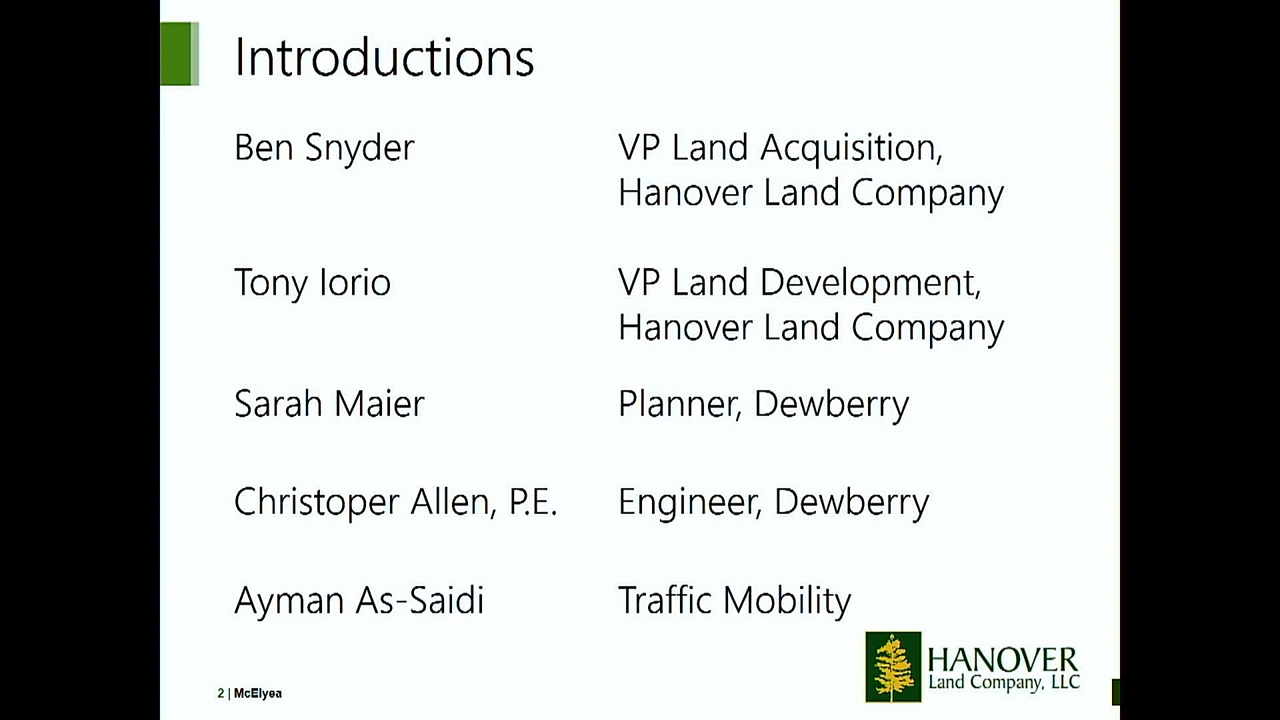 Introductions
Ben Snyder
VP Land Acquisition,
Hanover Land Company
Tony Iorio
VP Land Development,
Hanover Land Company
Sarah Maier
Planner, Dewberry
Christoper Allen, P.E.
Engineer, Dewberry
Ayman As-Saidi
Traffic Mobility
2 | McElyea
HANOVER
Land Company, LLC